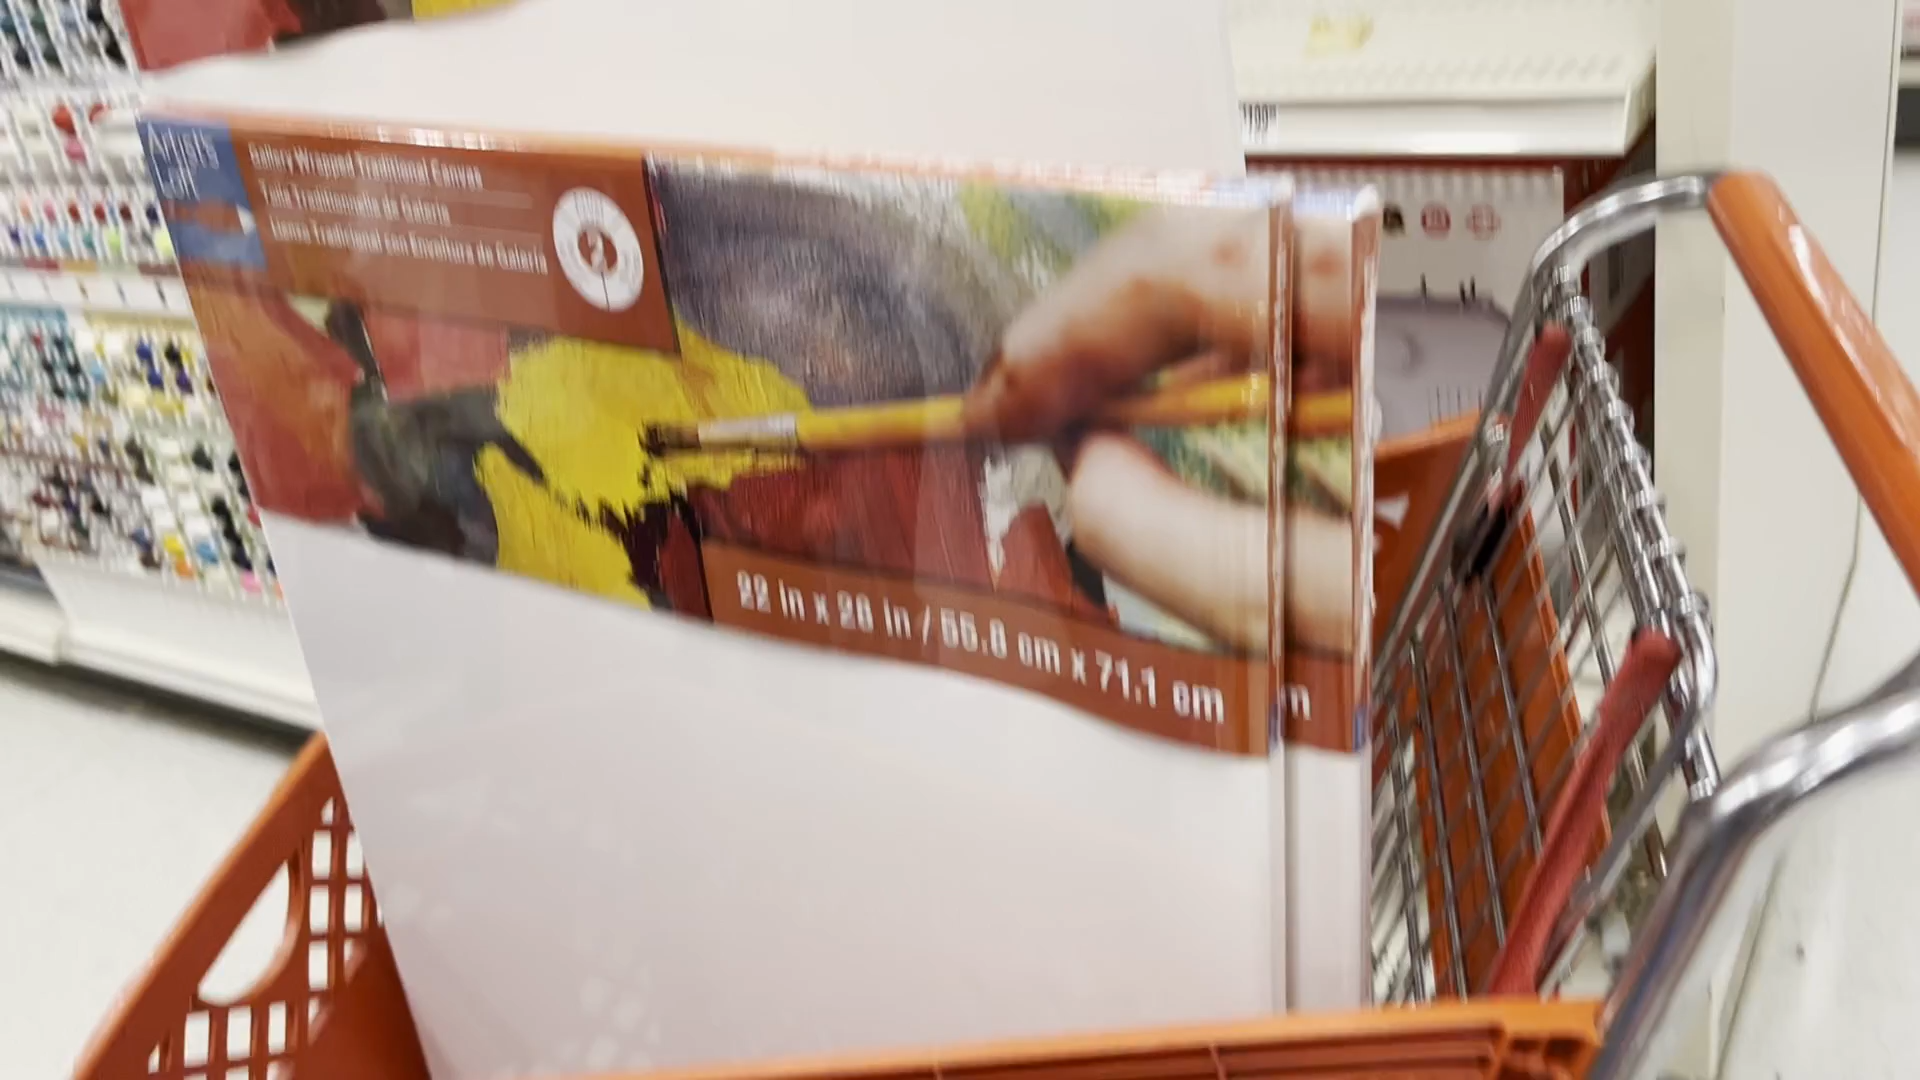 Artist's
Loft
Gallery Wrapped Traditional Canvas
Toile Traditionnelle de Galerie
Lienzo Tradicional con Envoltura de Galería
2
22 in x 28 in / 55.8 cm x 71.1 cm
m